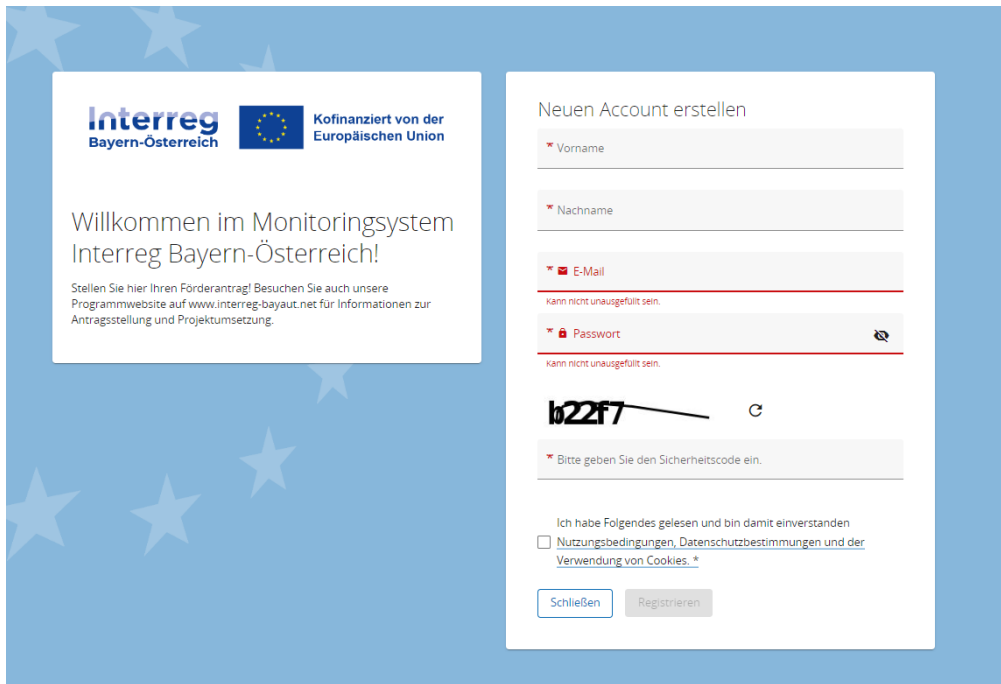 Interreg
Bayern-Österreich
Kofinanziert von der
Europäischen Union
Willkommen im Monitoringsystem
Interreg Bayern-Österreich!
Stellen Sie hier Ihren Förderantrag! Besuchen Sie auch unsere
Programmwebsite auf www.interreg-bayaut.net für Informationen zur
Antragsstellung und Projektumsetzung.
Neuen Account erstellen
* Vorname
* Nachname
* E-Mail
Kann nicht unausgefüllt sein.
* Passwort
Kann nicht unausgefüllt sein.
b22f7
* Bitte geben Sie den Sicherheitscode ein.
Ich habe Folgendes gelesen und bin damit einverstanden
Nutzungsbedingungen, Datenschutzbestimmungen und der
Verwendung von Cookies. *
Schließen
Registrieren